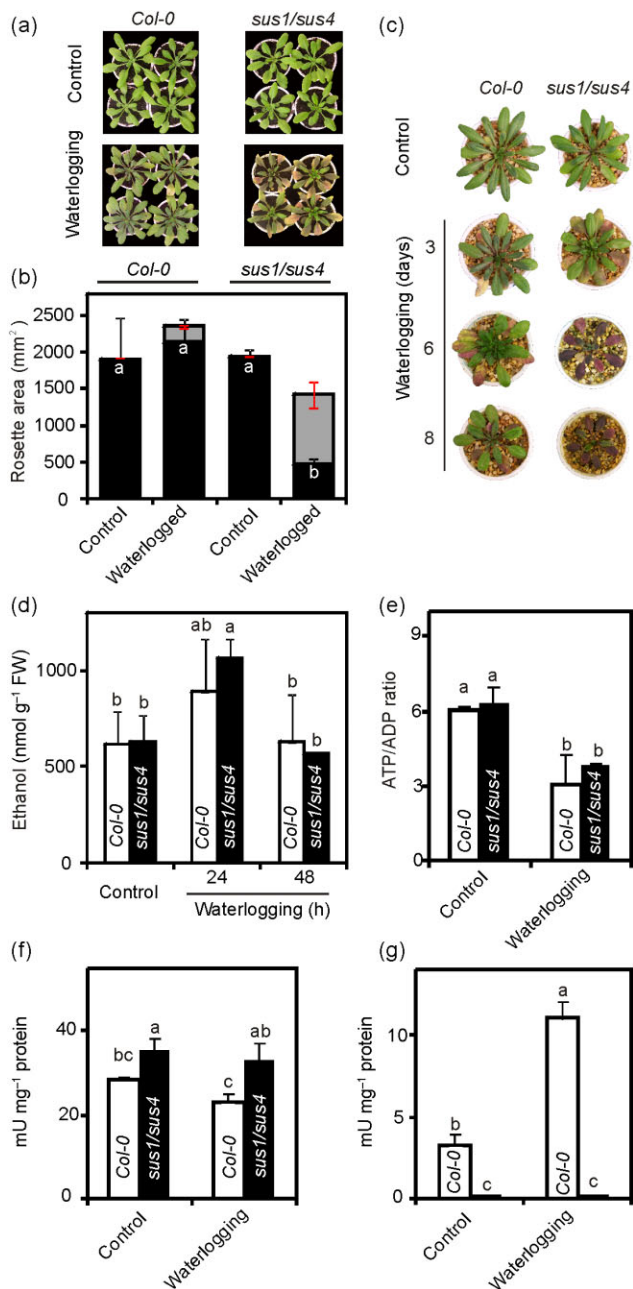 (a)
Col-0
sus1/sus4
Control
Waterlogging
(c)
Col-0
sus1/sus4
Control
Waterlogging (days)
3
6
8
(b)
Col-0
sus1/sus4
Rosette area (mm²)
2500
2000
1500
1000
500
0
a
a
a
b
Control
Waterlogged
Control
Waterlogged
(d)
Ethanol (nmol g⁻¹ FW)
1000
500
0
b
b
ab
a
b
b
Col-0
sus1/sus4
Col-0
sus1/sus4
Col-0
sus1/sus4
Control
24
48
Waterlogging (h)
(e)
ATP/ADP ratio
9
6
3
0
a
a
b
b
Col-0
sus1/sus4
Col-0
sus1/sus4
Control
Waterlogging
(f)
mU mg⁻¹ protein
40
20
0
bc
a
c
ab
Col-0
sus1/sus4
Col-0
sus1/sus4
Control
Waterlogging
(g)
mU mg⁻¹ protein
10
5
0
b
c
a
c
Col-0
Col-0
Control
Waterlogging